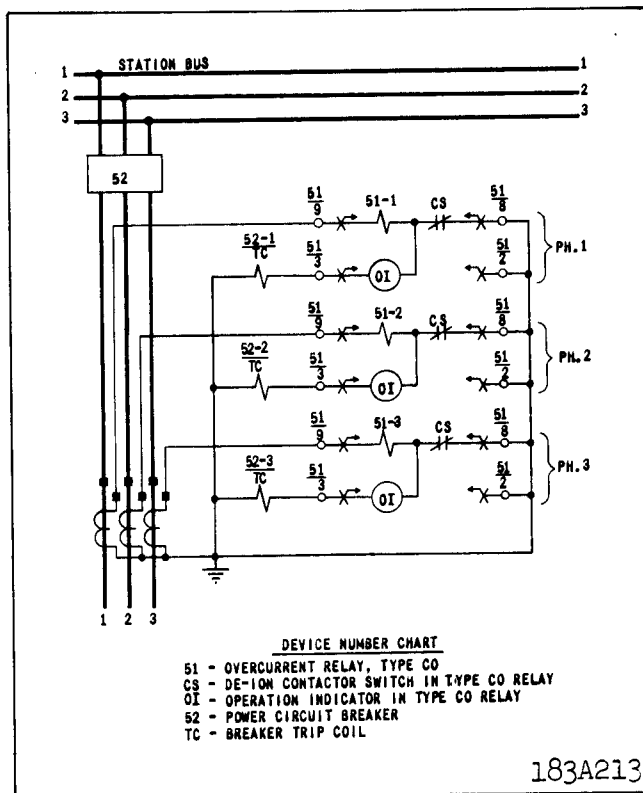 STATION BUS
1 1
2 2
3 3
52
51/9 51-1 CS 51/8
52-1/TC 51/3 OI 51/2 PH.1
51/9 51-2 CS 51/8
52-2/TC 51/3 OI 51/2 PH.2
51/9 51-3 CS 51/8
52-3/TC 51/3 OI 51/2 PH.3
1 2 3
DEVICE NUMBER CHART
51 - OVERCURRENT RELAY, TYPE CO
CS - DE-ION CONTACTOR SWITCH IN TYPE CO RELAY
OI - OPERATION INDICATOR IN TYPE CO RELAY
52 - POWER CIRCUIT BREAKER
TC - BREAKER TRIP COIL
183A213